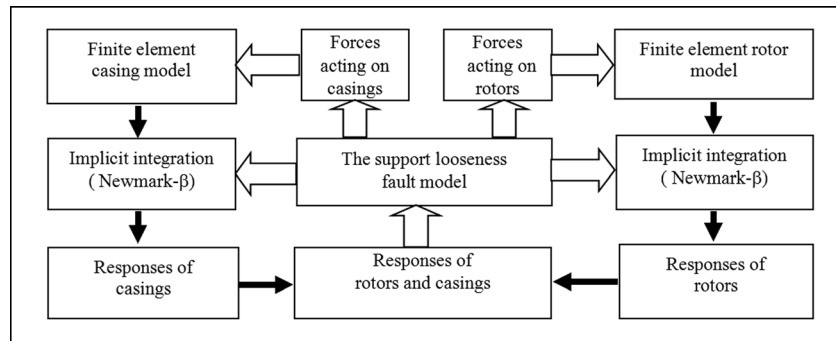 Finite element
casing model
Forces
acting on
casings
Forces
acting on
rotors
Finite element rotor
model
Implicit integration
( Newmark-β)
The support looseness
fault model
Implicit integration
( Newmark-β)
Responses of
casings
Responses of
rotors and casings
Responses of
rotors